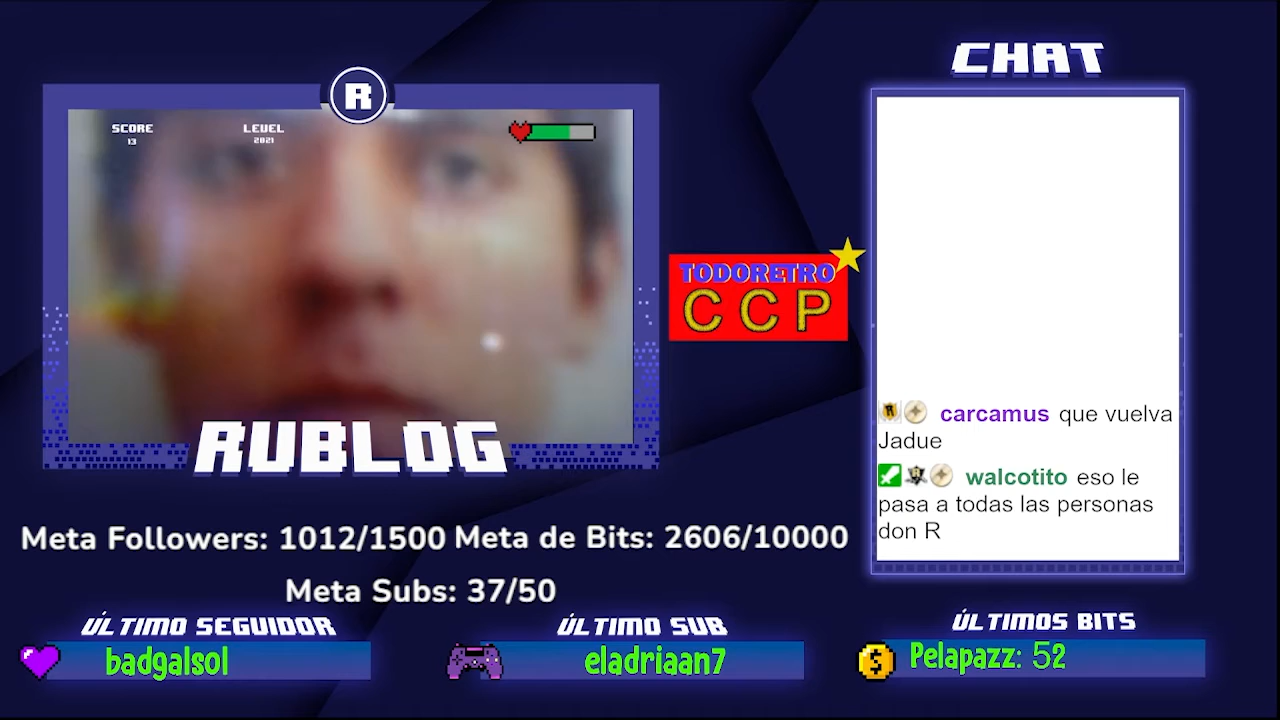 CHAT
R
SCORE
LEVEL
13
2021
TODORETRO
CCP
carcamus que vuelva
Jadue
walcotito eso le
pasa a todas las personas
don R
RUBLOG
Meta Followers: 1012/1500 Meta de Bits: 2606/10000
Meta Subs: 37/50
ÚLTIMO SEGUIDOR
ÚLTIMO SUB
ÚLTIMOS BITS
badgalsol
eladriaan7
Pelapazz: 52